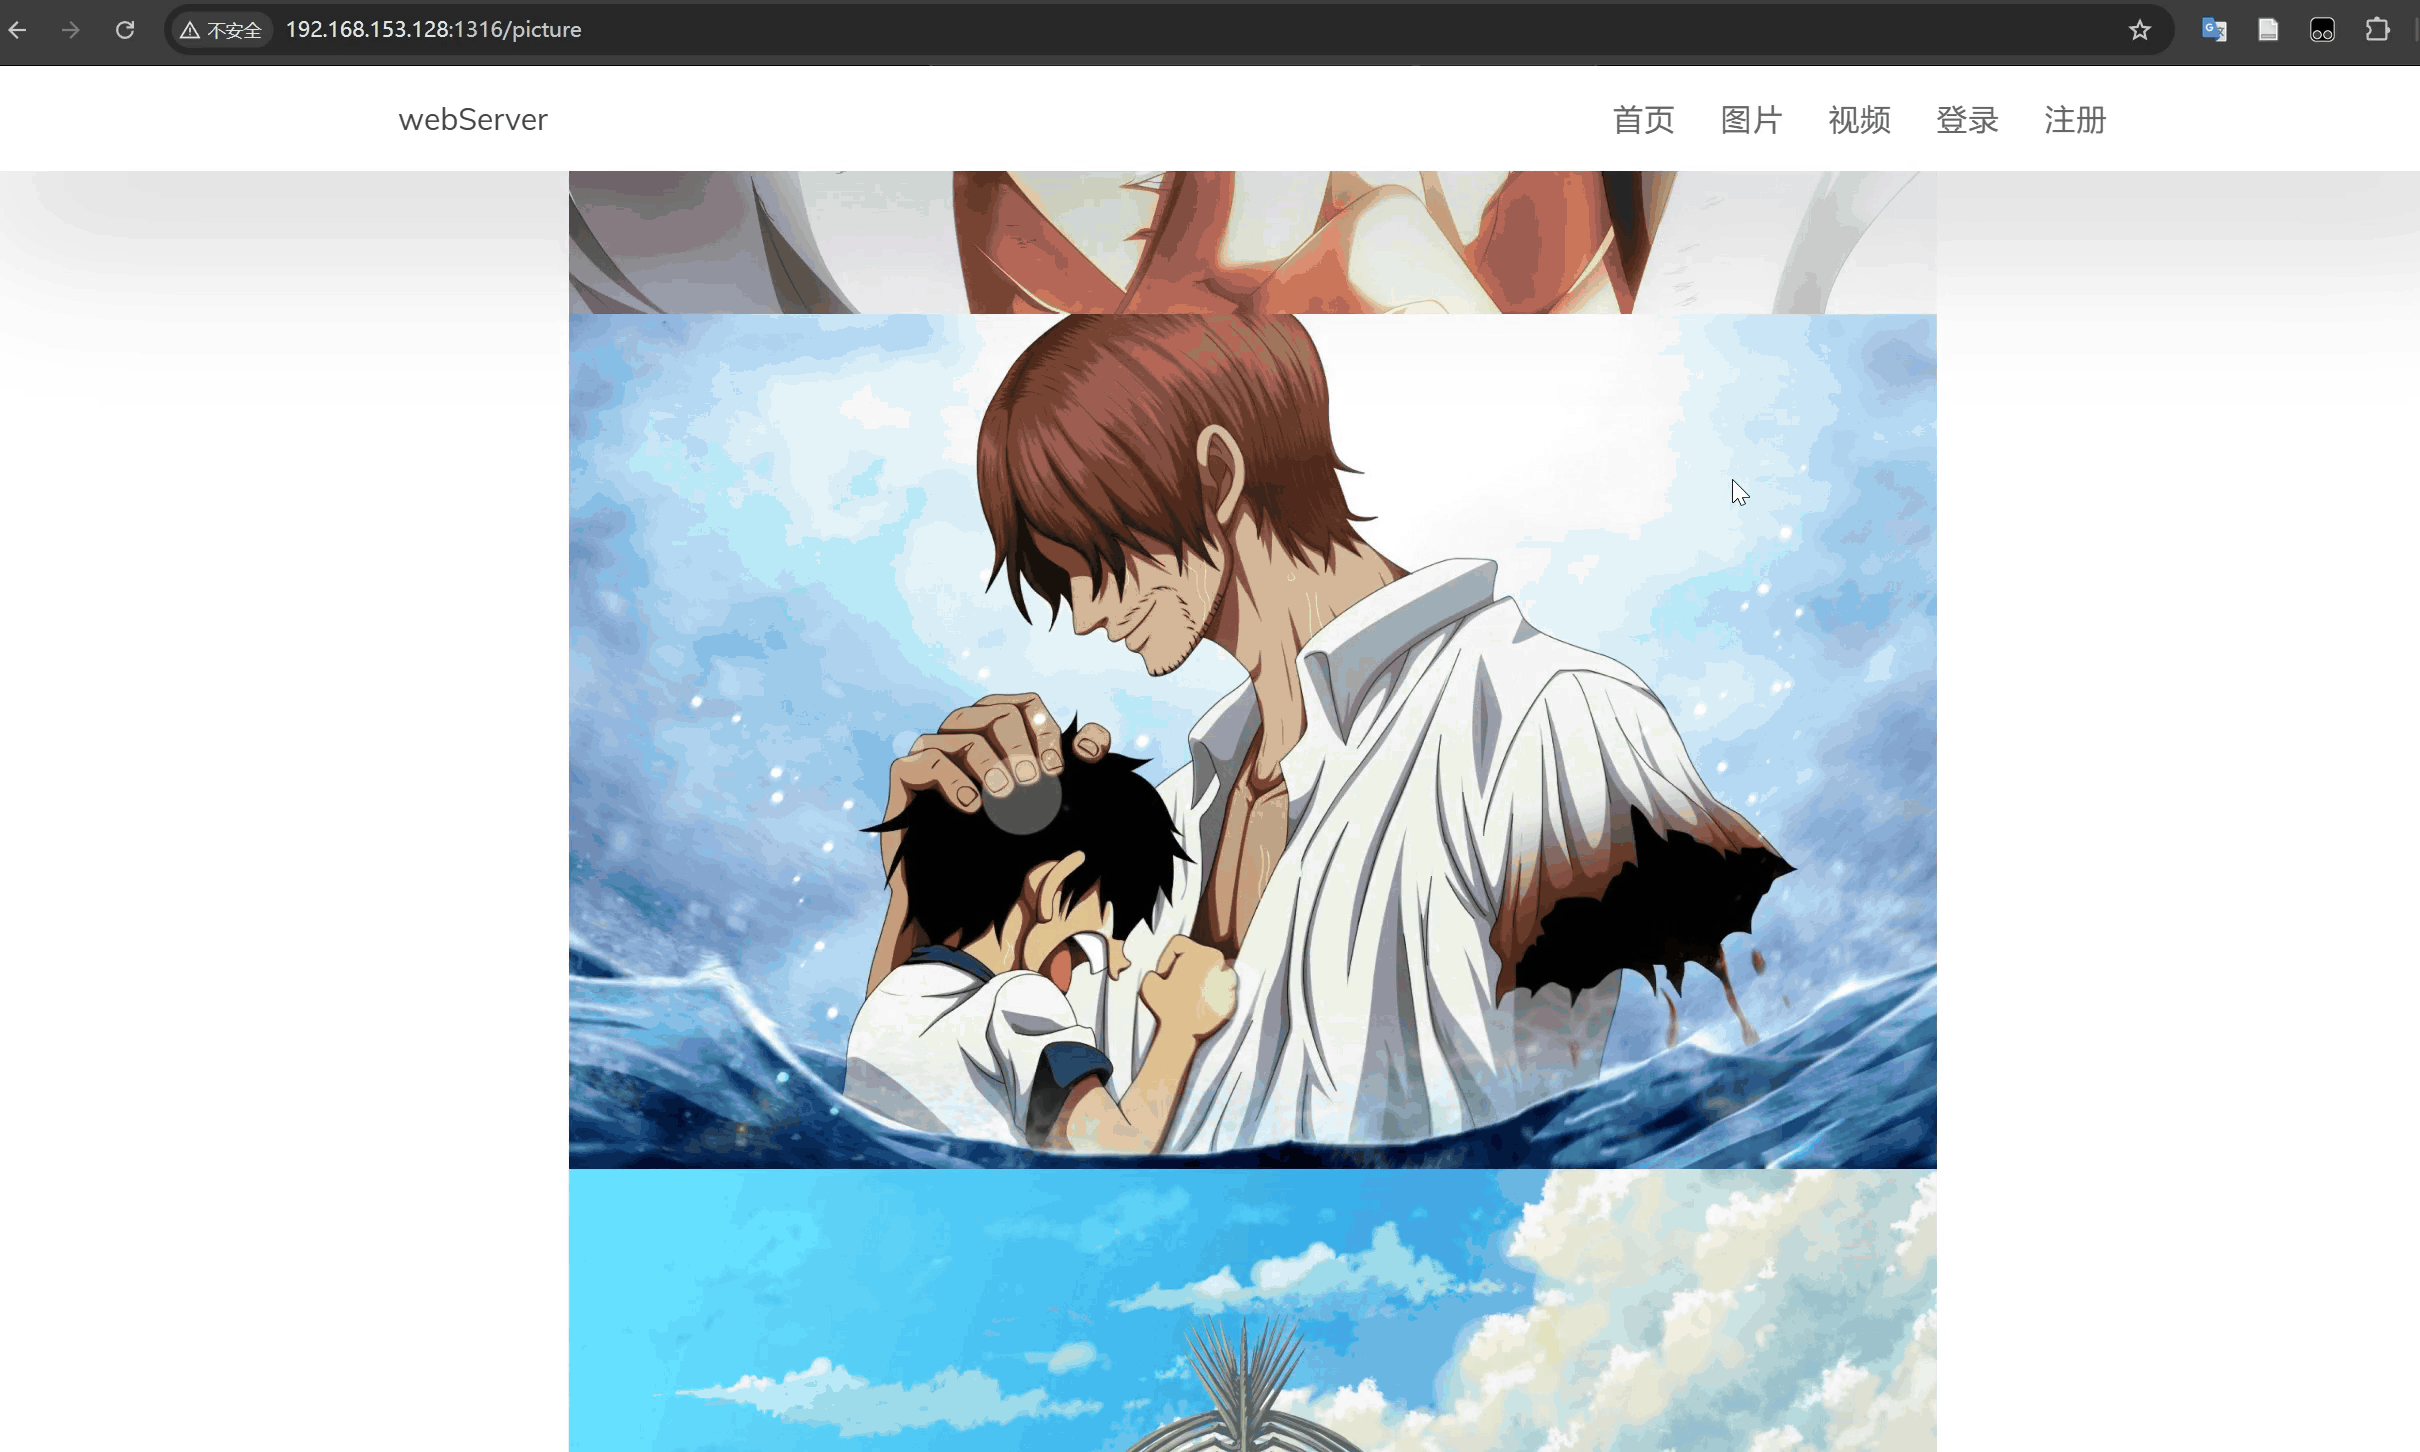 不安全 192.168.153.128:1316/picture
webServer 首页 图片 视频 登录 注册